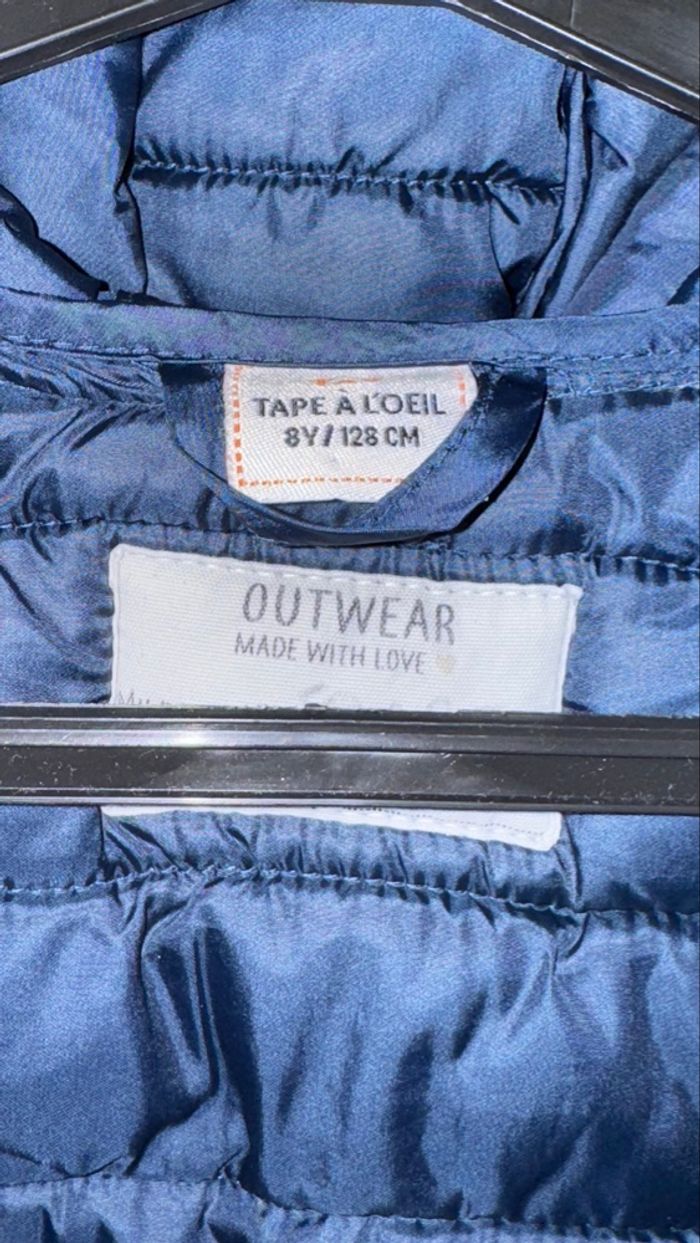 TAPE À L'OEIL
8Y/128 CM
OUTWEAR
MADE WITH LOVE